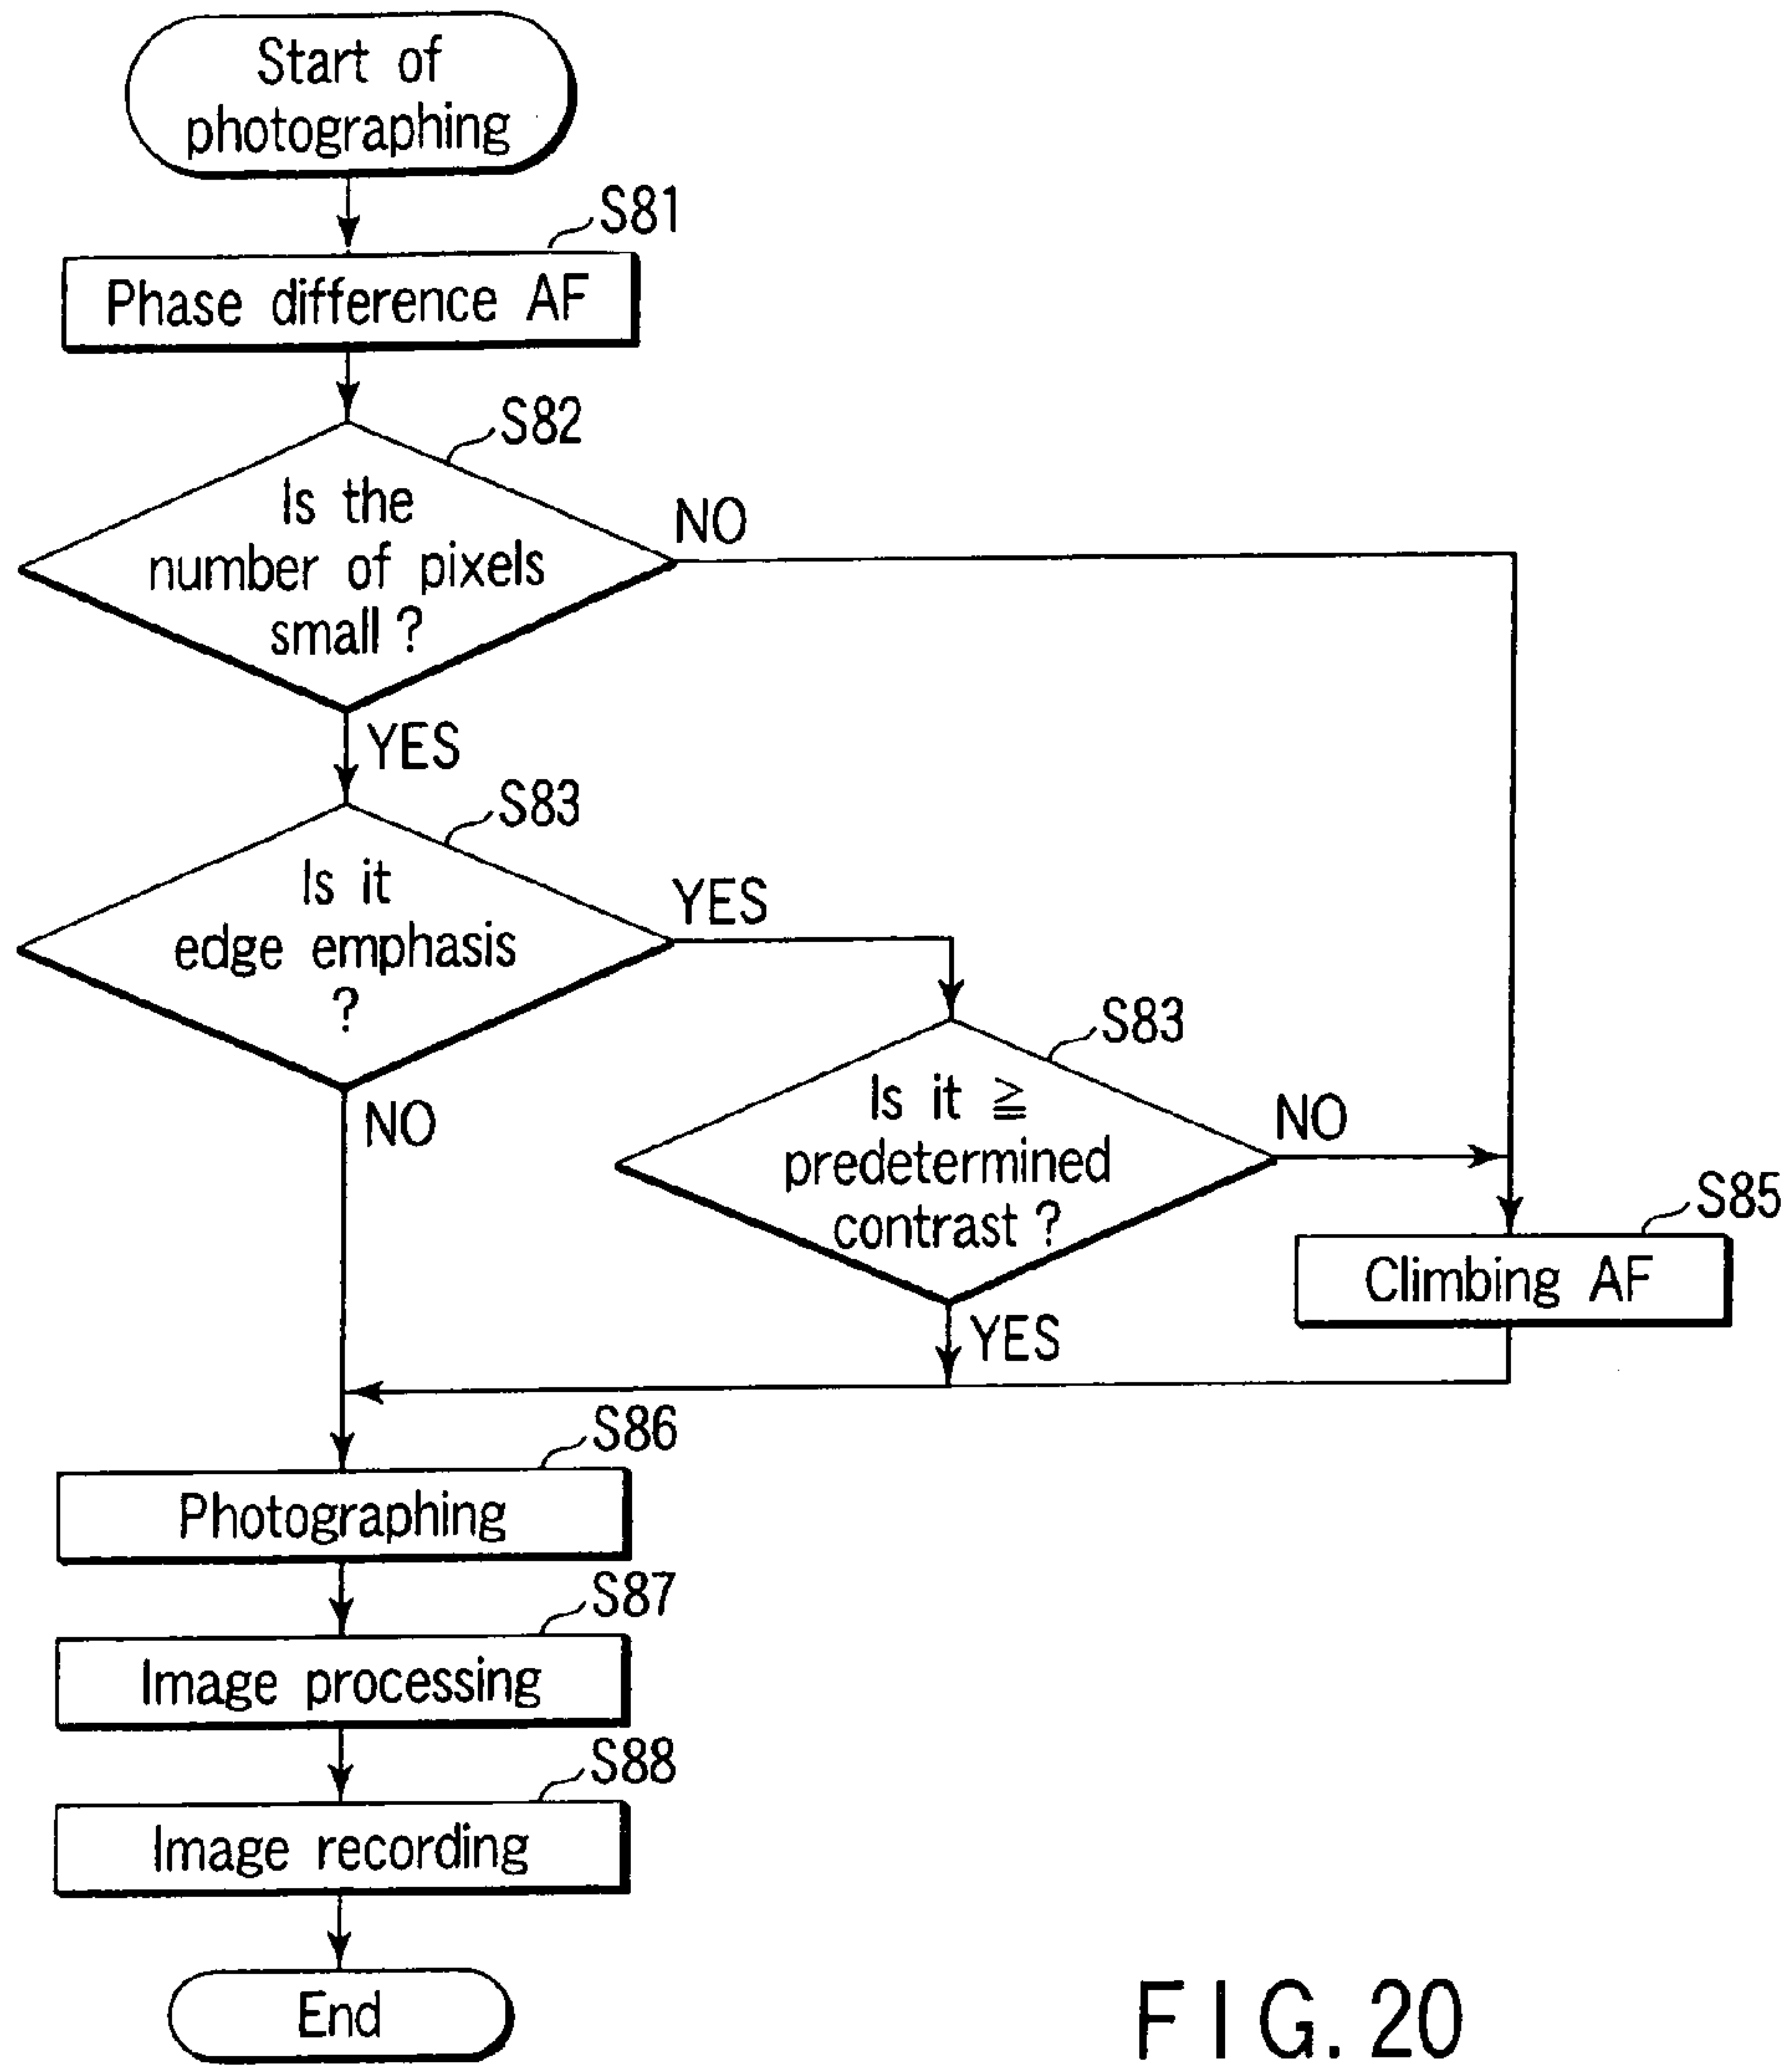 Start of
photographing
S81
Phase difference AF
S82
Is the
number of pixels
small ?
NO
YES
S83
Is it
edge emphasis
?
YES
NO
S83
Is it ≧
predetermined
contrast ?
NO
YES
S85
Climbing AF
S86
Photographing
S87
Image processing
S88
Image recording
End
FIG. 20